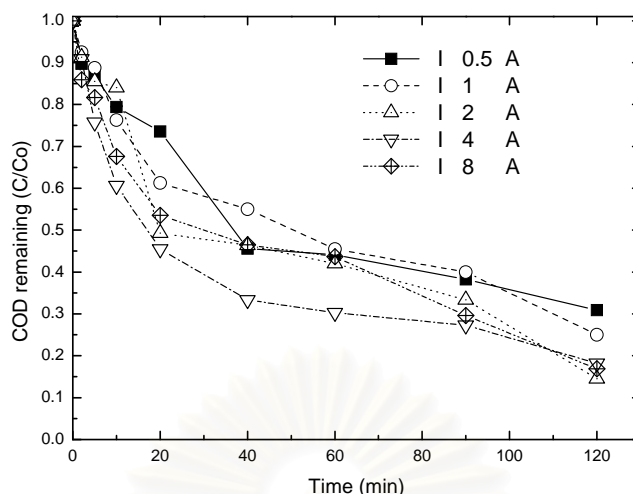 1.0
0.9
0.8
0.7
0.6
0.5
0.4
0.3
0.2
0.1
0.0
COD remaining (C/Co)
I 0.5 A
I 1 A
I 2 A
I 4 A
I 8 A
0 20 40 60 80 100 120
Time (min)